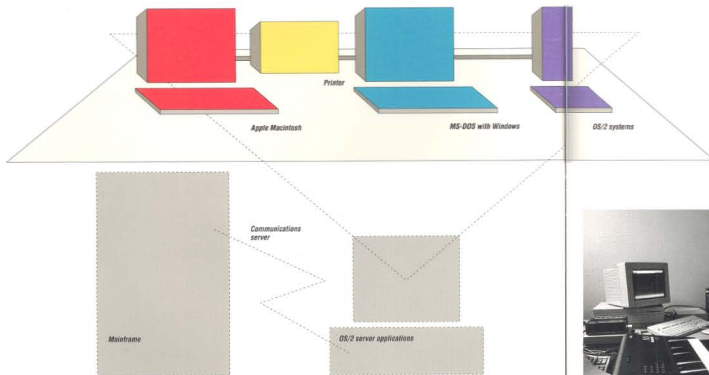 Printer
Apple Macintosh
MS-DOS with Windows
OS/2 systems
Communications
server
Mainframe
OS/2 server applications